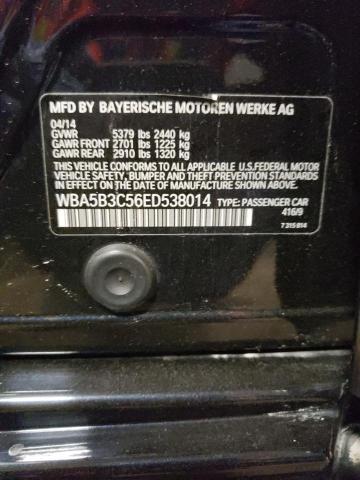 MFD BY BAYERISCHE MOTOREN WERKE AG
04/14
GVWR 5379 lbs 2440 kg
GAWR FRONT 2701 lbs 1225 kg
GAWR REAR 2910 lbs 1320 kg
THIS VEHICLE CONFORMS TO ALL APPLICABLE U.S.FEDERAL MOTOR
VEHICLE SAFETY, BUMPER AND THEFT PREVENTION STANDARDS
IN EFFECT ON THE DATE OF MANUFACTURE SHOWN ABOVE.
WBA5B3C56ED538014 TYPE: PASSENGER CAR
416/9
7 315 814